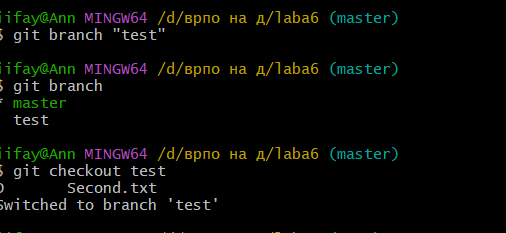 iifay@Ann MINGW64 /d/врпо на д/laba6 (master)
$ git branch "test"
iifay@Ann MINGW64 /d/врпо на д/laba6 (master)
$ git branch
* master
test
iifay@Ann MINGW64 /d/врпо на д/laba6 (master)
$ git checkout test
D Second.txt
Switched to branch 'test'